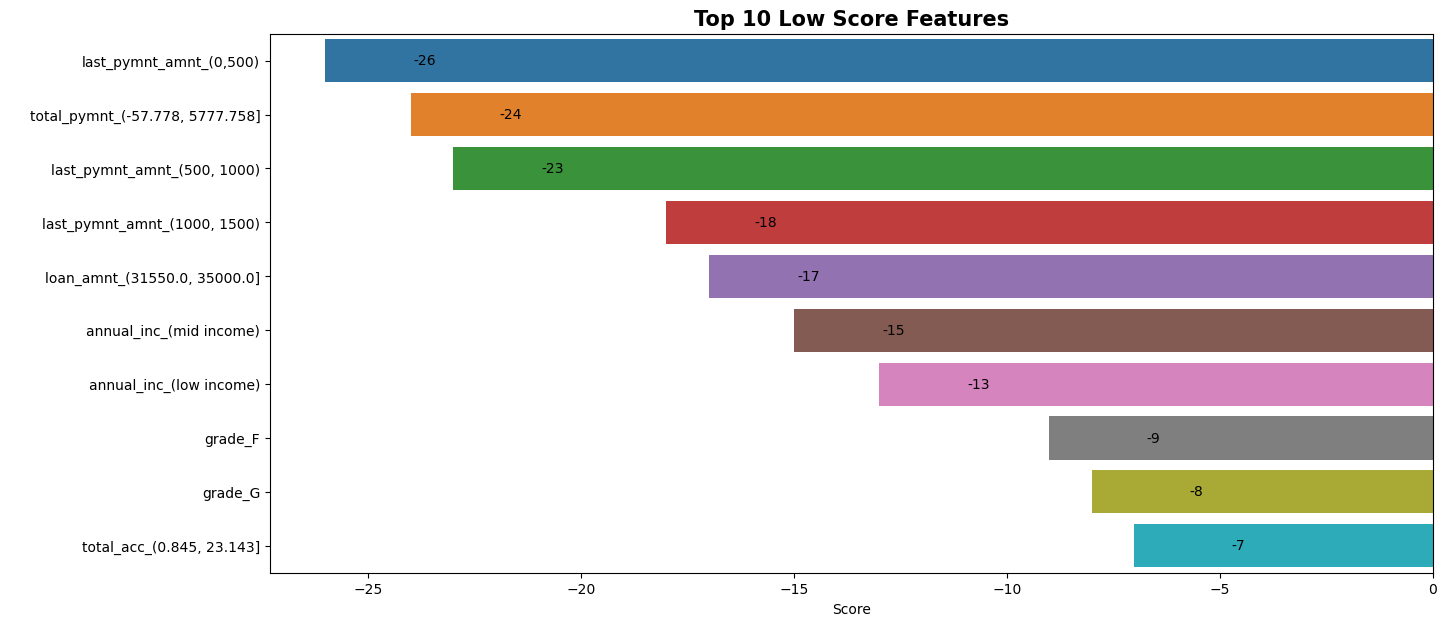 Top 10 Low Score Features
last_pymnt_amnt_(0,500)
-26
total_pymnt_(-57.778, 5777.758]
-24
last_pymnt_amnt_(500, 1000)
-23
last_pymnt_amnt_(1000, 1500)
-18
loan_amnt_(31550.0, 35000.0]
-17
annual_inc_(mid income)
-15
annual_inc_(low income)
-13
grade_F
-9
grade_G
-8
total_acc_(0.845, 23.143]
-7
−25 −20 −15 −10 −5 0
Score